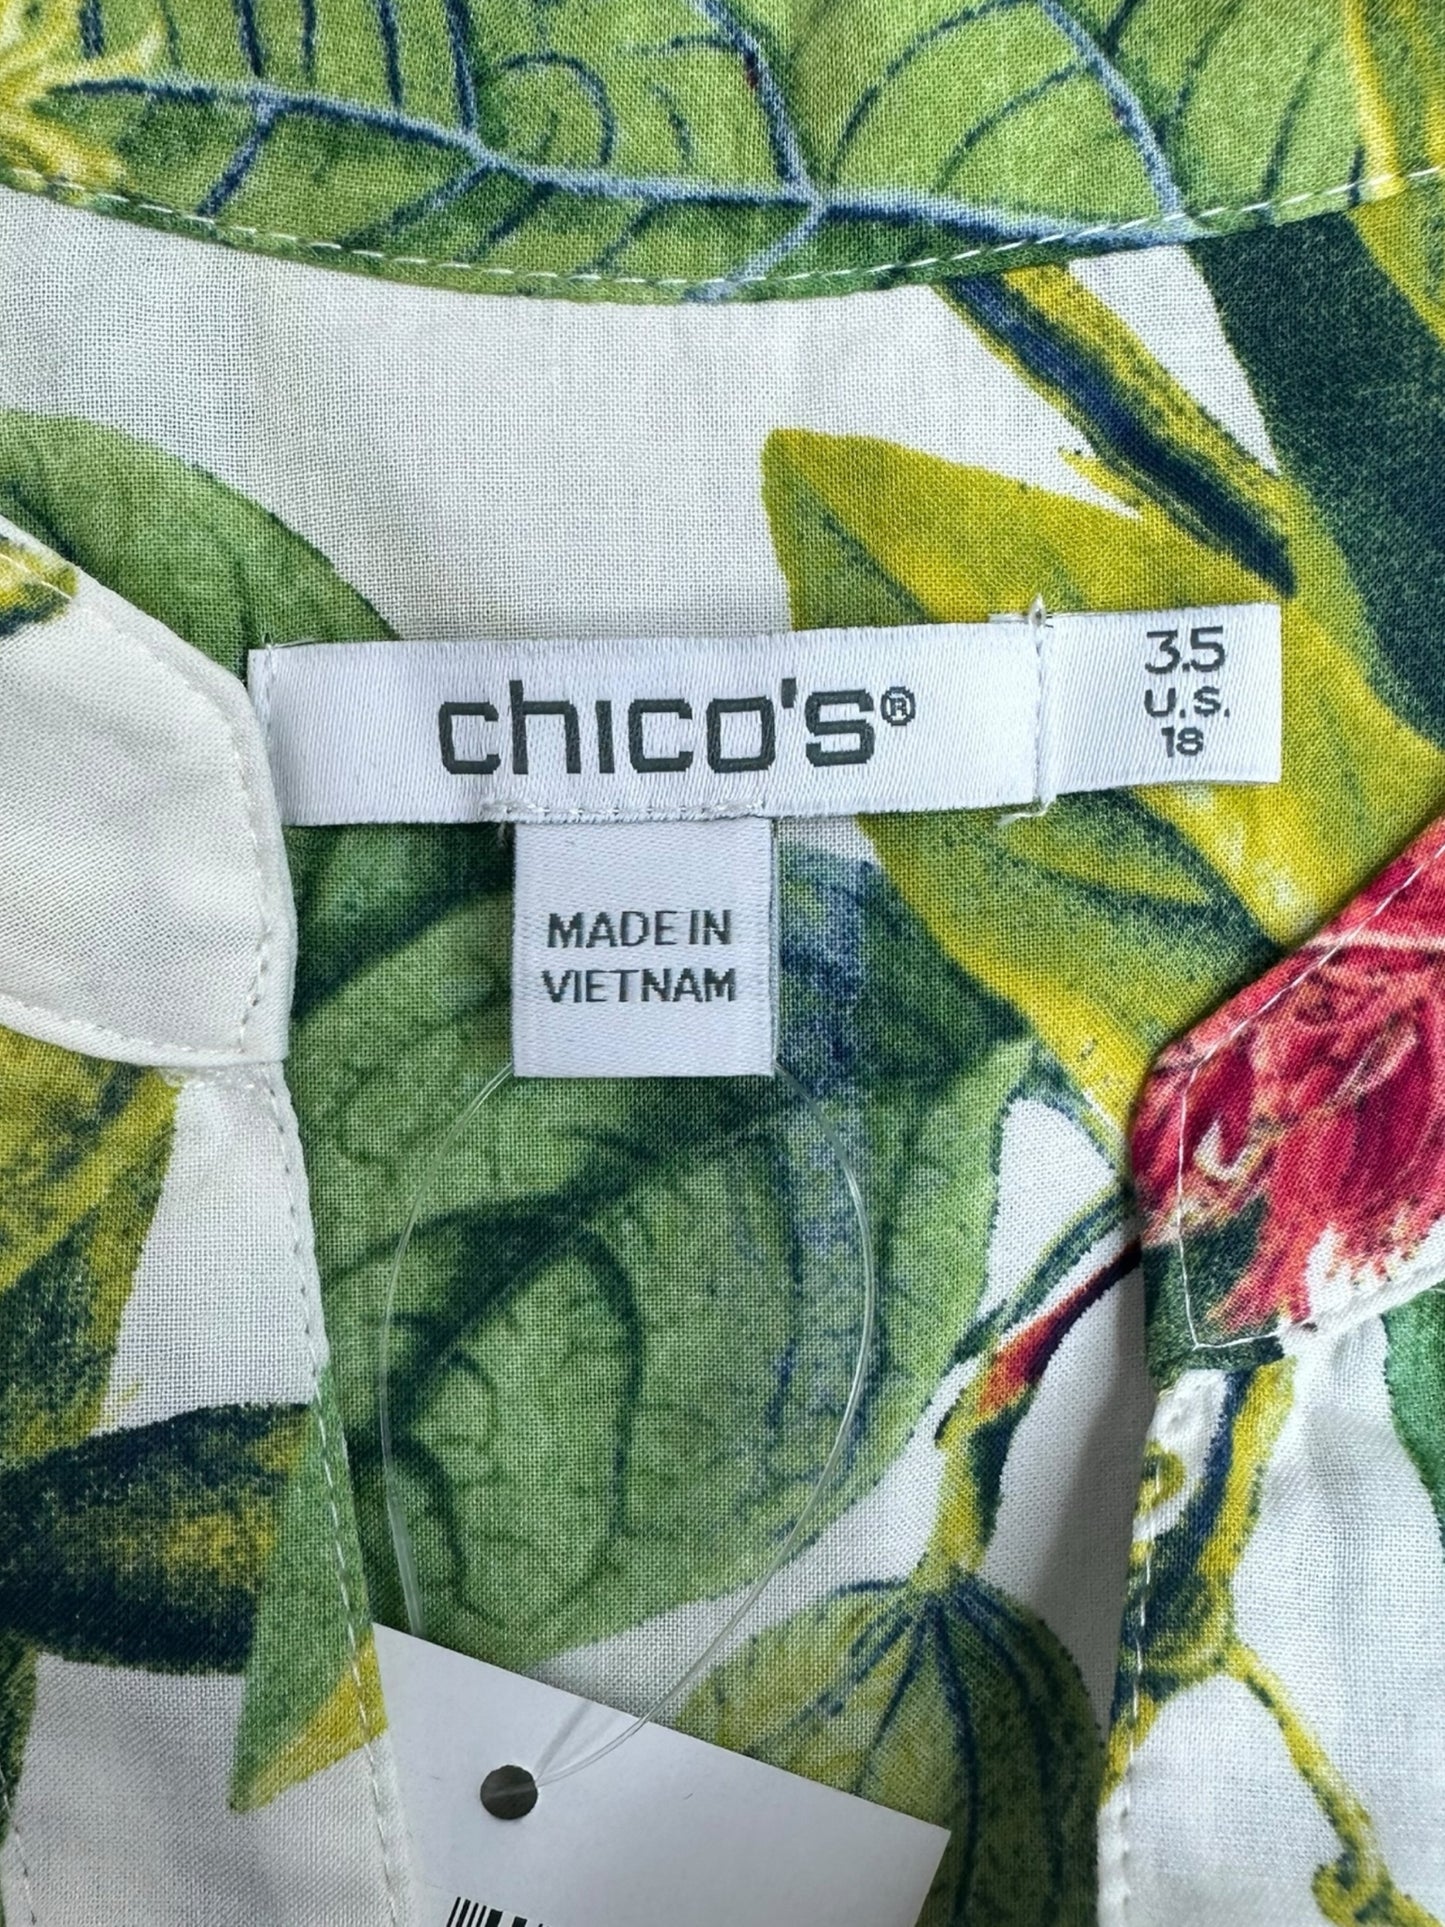 chico's®
3.5
U.S.
18
MADE IN
VIETNAM